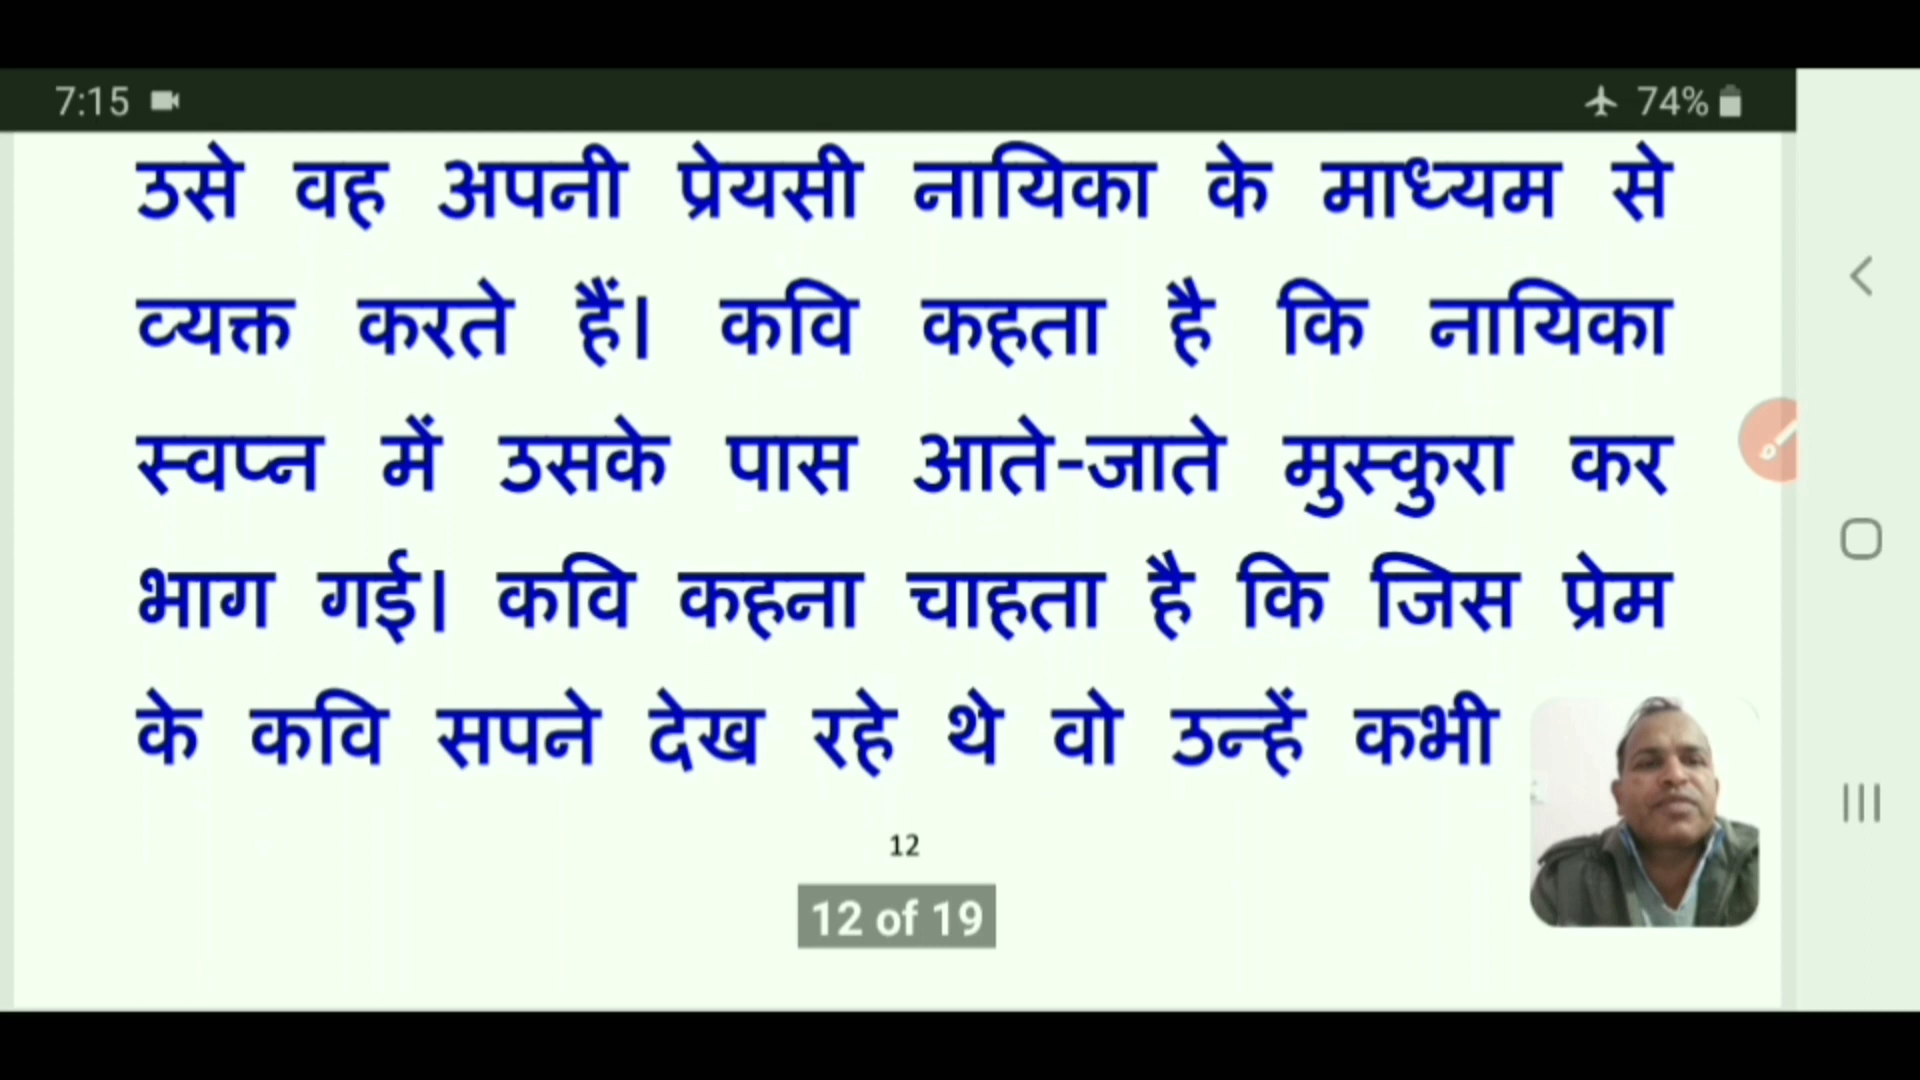 7:15
74%
उसे वह अपनी प्रेयसी नायिका के माध्यम से
व्यक्त करते हैं। कवि कहता है कि नायिका
स्वप्न में उसके पास आते-जाते मुस्कुरा कर
भाग गई। कवि कहना चाहता है कि जिस प्रेम
के कवि सपने देख रहे थे वो उन्हें कभी
12
12 of 19